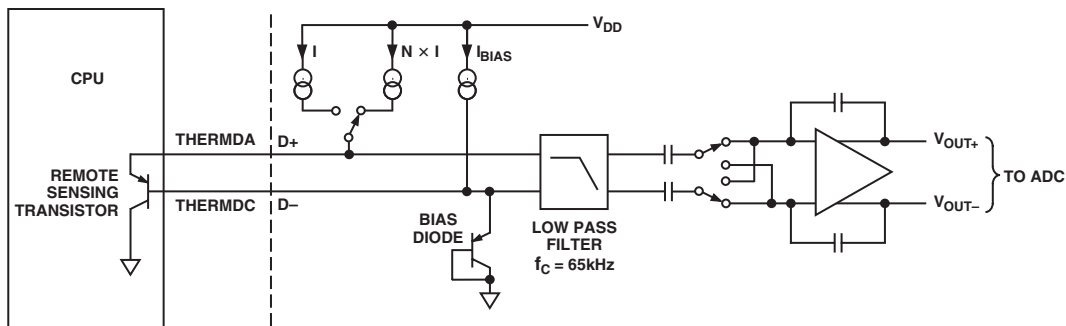 CPU
I
N × I
I_BIAS
V_DD
THERMDA
D+
REMOTE
SENSING
TRANSISTOR
THERMDC
D–
BIAS
DIODE
LOW PASS
FILTER
f_C = 65kHz
V_OUT+
TO ADC
V_OUT–